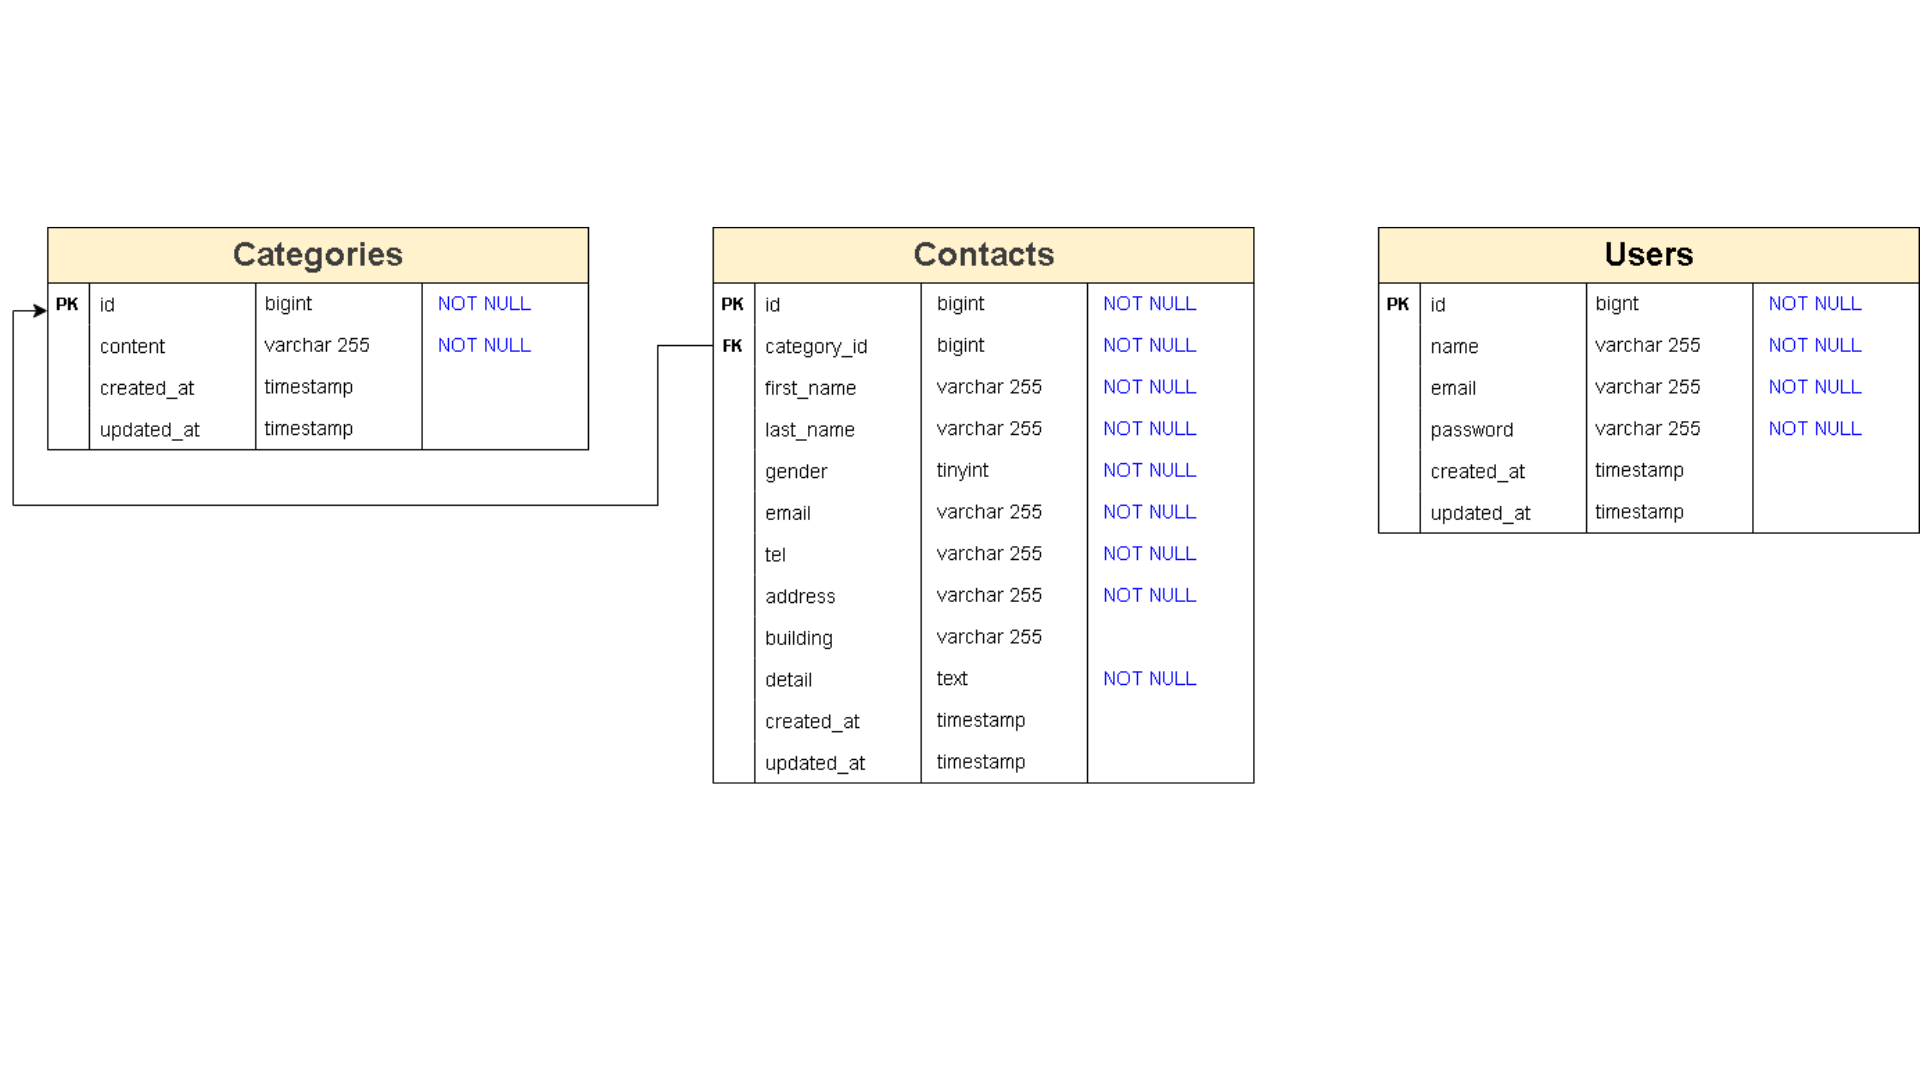 Categories
PK id bigint NOT NULL
content varchar 255 NOT NULL
created_at timestamp
updated_at timestamp
Contacts
PK id bigint NOT NULL
FK category_id bigint NOT NULL
first_name varchar 255 NOT NULL
last_name varchar 255 NOT NULL
gender tinyint NOT NULL
email varchar 255 NOT NULL
tel varchar 255 NOT NULL
address varchar 255 NOT NULL
building varchar 255
detail text NOT NULL
created_at timestamp
updated_at timestamp
Users
PK id bignt NOT NULL
name varchar 255 NOT NULL
email varchar 255 NOT NULL
password varchar 255 NOT NULL
created_at timestamp
updated_at timestamp